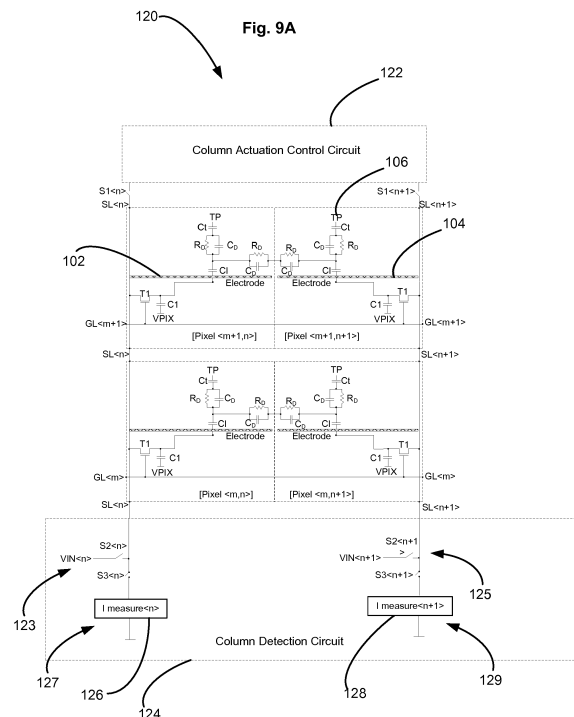 Fig. 9A
120
122
Column Actuation Control Circuit
106
S1<n>
S1<n+1>
SL<n>
SL<n+1>
TP
TP
104
Ct
Ct
102
RD
CD
RD
RD
CD
RD
CD
CD
CI
CI
Electrode
Electrode
T1
C1
C1
T1
VPIX
VPIX
GL<m+1>
GL<m+1>
[Pixel <m+1,n>]
[Pixel <m+1,n+1>]
SL<n>
SL<n+1>
TP
TP
Ct
Ct
RD
CD
RD
RD
CD
RD
CD
CD
CI
CI
Electrode
Electrode
T1
C1
C1
T1
VPIX
VPIX
GL<m>
GL<m>
[Pixel <m,n>]
[Pixel <m,n+1>]
SL<n>
SL<n+1>
S2<n>
S2<n+1
>
VIN<n>
VIN<n+1>
123
125
S3<n>
S3<n+1>
I measure<n>
I measure<n+1>
127
Column Detection Circuit
129
126
128
124